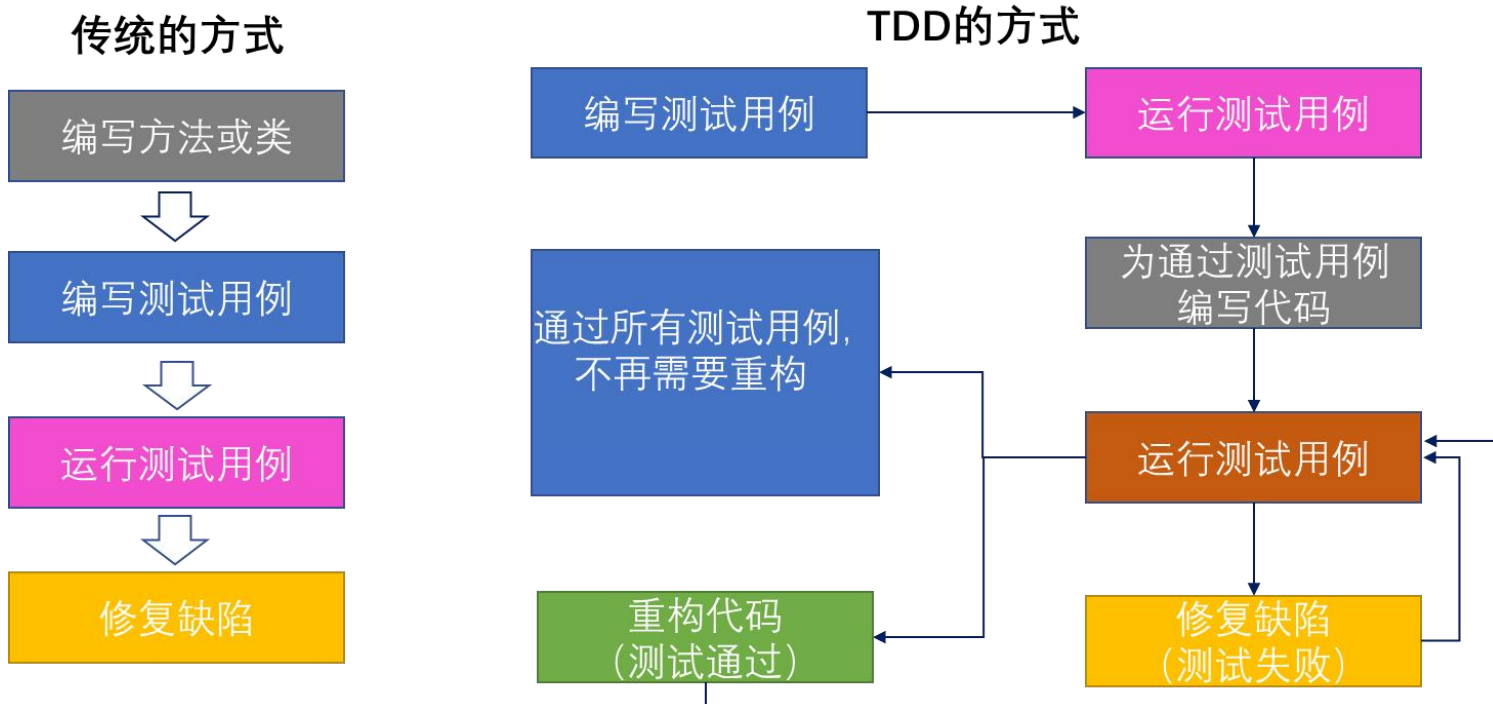 传统的方式
编写方法或类
编写测试用例
运行测试用例
修复缺陷
TDD的方式
编写测试用例
运行测试用例
为通过测试用例
编写代码
通过所有测试用例,
不再需要重构
运行测试用例
重构代码
(测试通过)
修复缺陷
(测试失败)